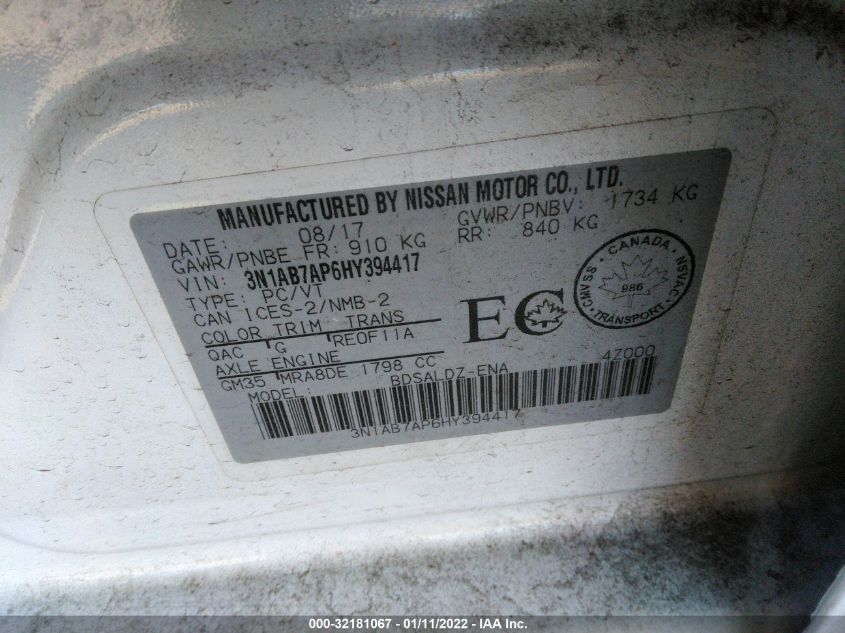 MANUFACTURED BY NISSAN MOTOR CO., LTD.
DATE: 08/17 GVWR/PNBV: 1734 KG
GAWR/PNBE FR: 910 KG RR: 840 KG
VIN: 3N1AB7AP6HY394417
TYPE: PC/VT
CAN ICES-2/NMB-2
COLOR TRIM TRANS
QAC G RE0F11A
AXLE ENGINE
GM35 MRA8DE 1798 CC
MODEL: BDSALDZ-ENA 4Z000
3N1AB7AP6HY394417
EC
CANADA
CMVSS NSVAC
986
TRANSPORT
000-32181067 - 01/11/2022 - IAA Inc.